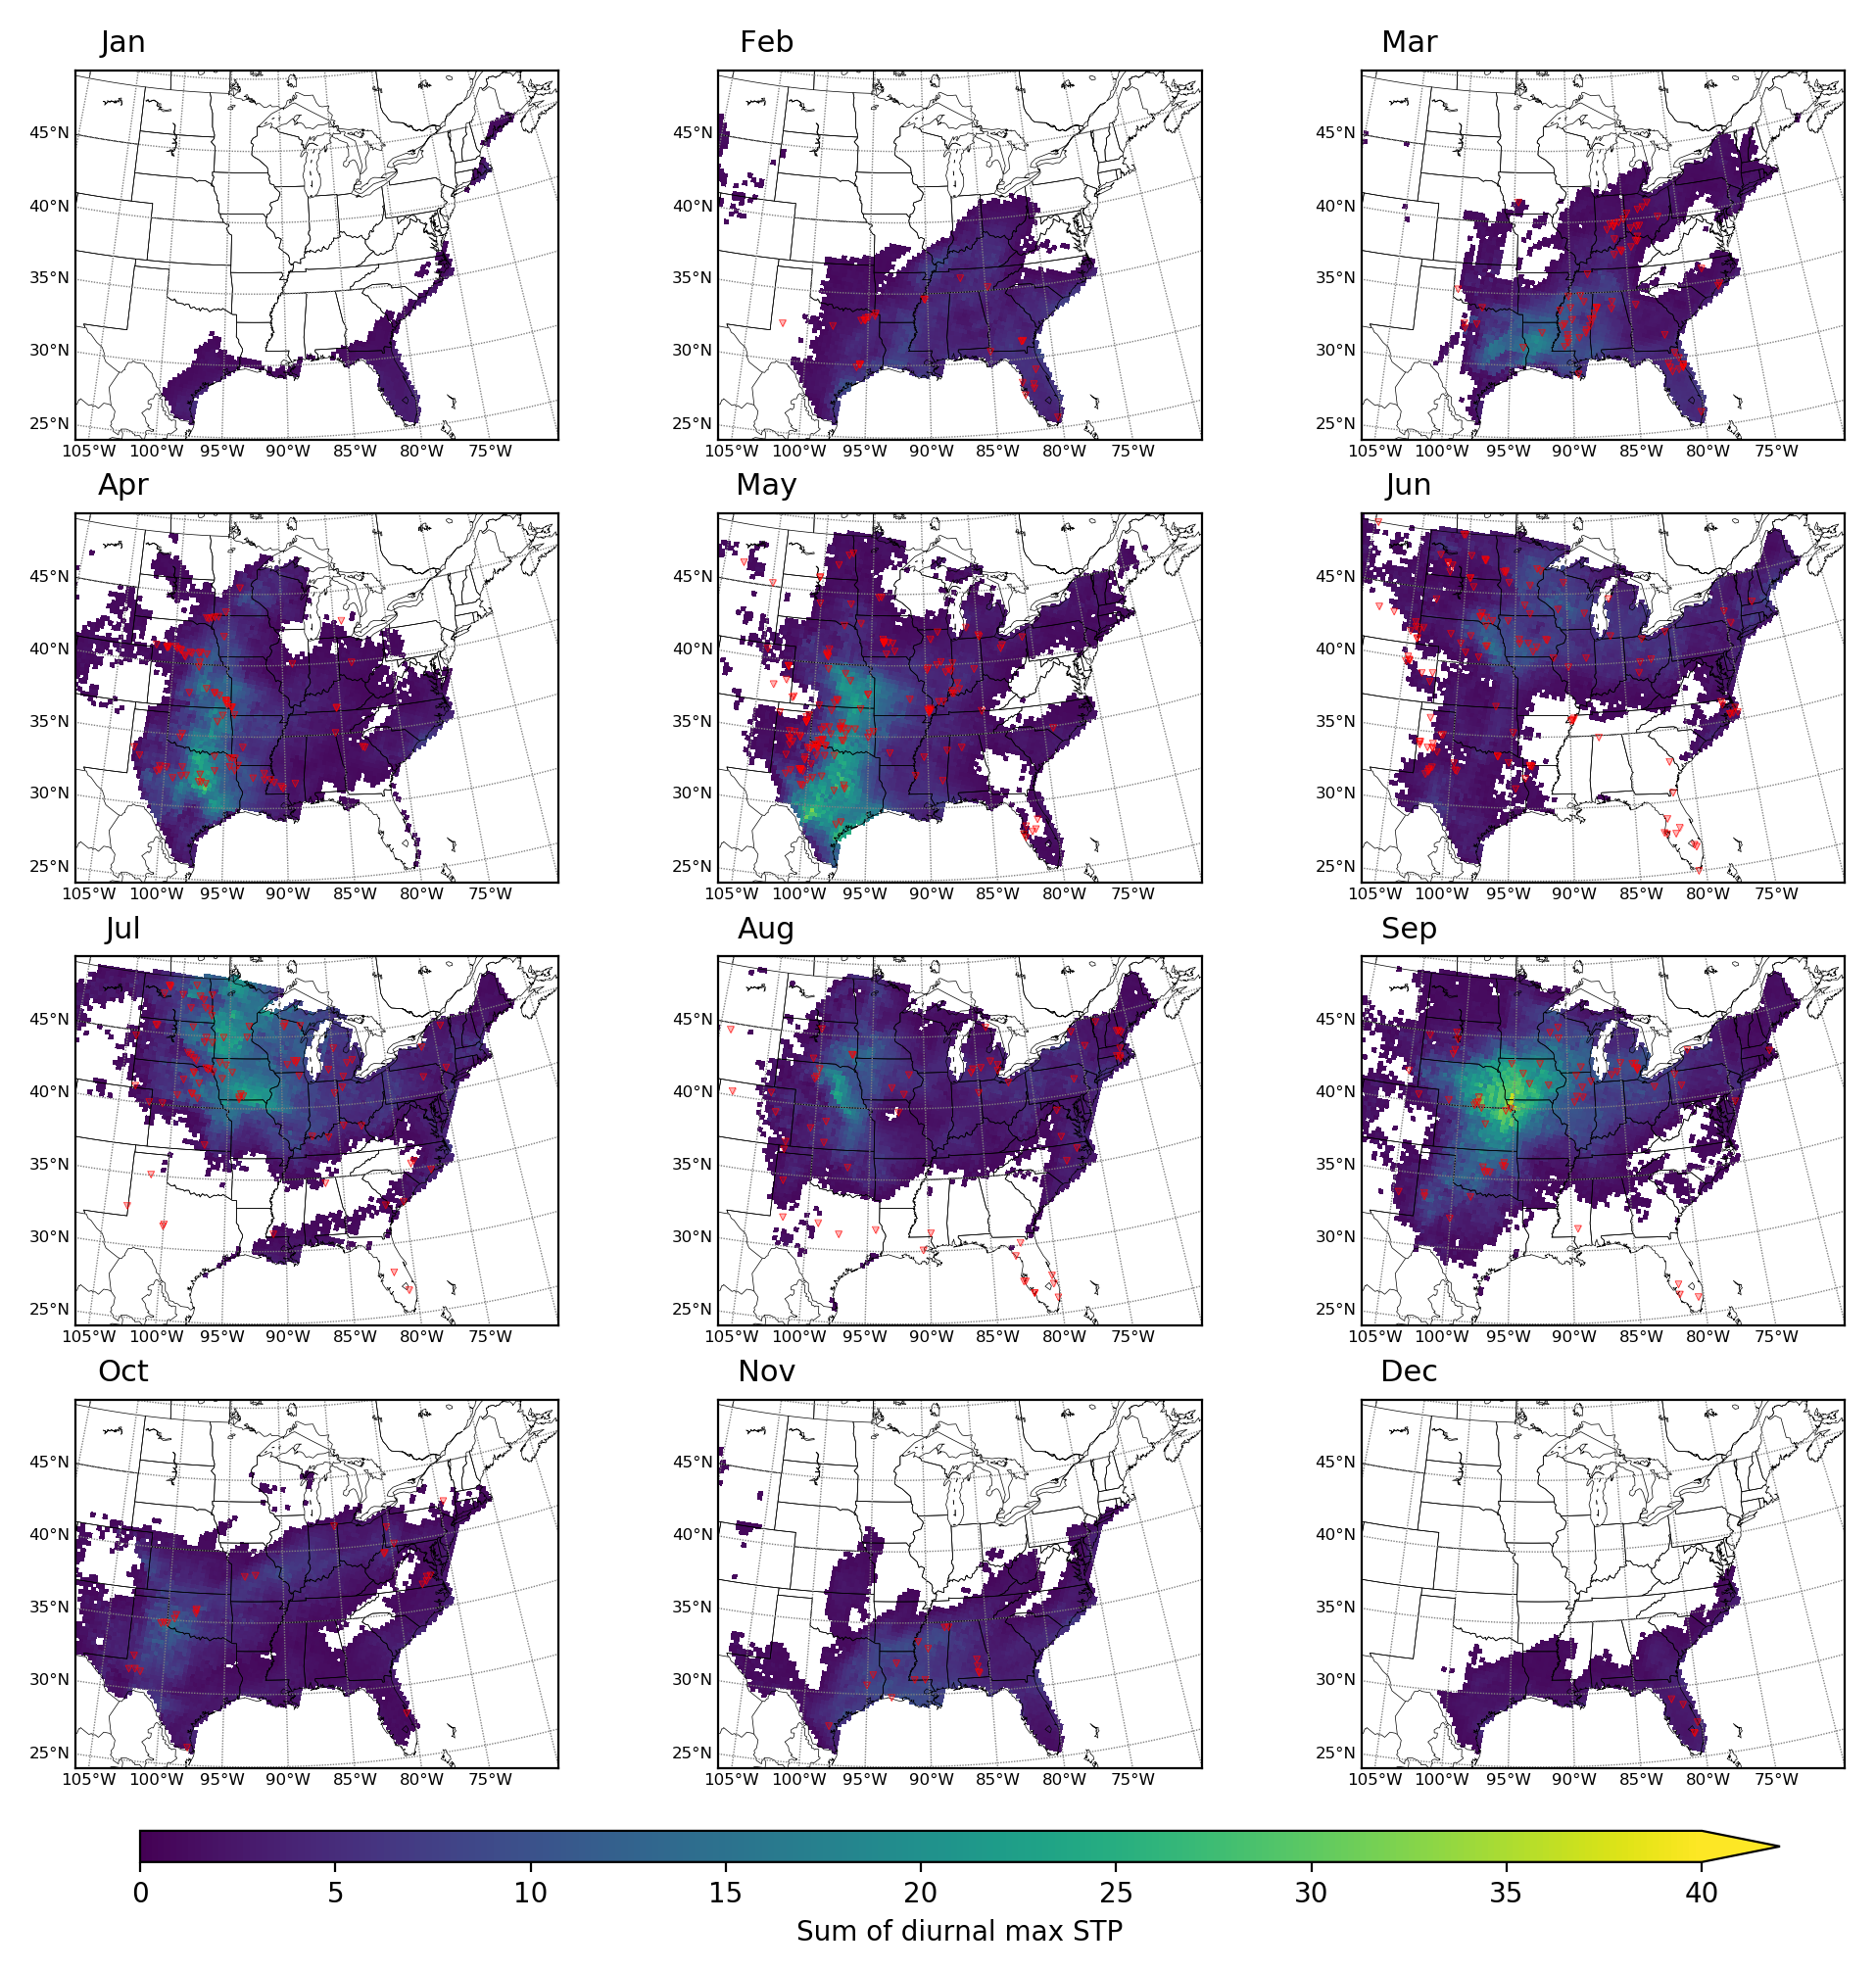 Jan Feb Mar
45°N 45°N 45°N
40°N 40°N 40°N
35°N 35°N 35°N
30°N 30°N 30°N
25°N 25°N 25°N
105°W 100°W 95°W 90°W 85°W 80°W 75°W 105°W 100°W 95°W 90°W 85°W 80°W 75°W 105°W 100°W 95°W 90°W 85°W 80°W 75°W
Apr May Jun
45°N 45°N 45°N
40°N 40°N 40°N
35°N 35°N 35°N
30°N 30°N 30°N
25°N 25°N 25°N
105°W 100°W 95°W 90°W 85°W 80°W 75°W 105°W 100°W 95°W 90°W 85°W 80°W 75°W 105°W 100°W 95°W 90°W 85°W 80°W 75°W
Jul Aug Sep
45°N 45°N 45°N
40°N 40°N 40°N
35°N 35°N 35°N
30°N 30°N 30°N
25°N 25°N 25°N
105°W 100°W 95°W 90°W 85°W 80°W 75°W 105°W 100°W 95°W 90°W 85°W 80°W 75°W 105°W 100°W 95°W 90°W 85°W 80°W 75°W
Oct Nov Dec
45°N 45°N 45°N
40°N 40°N 40°N
35°N 35°N 35°N
30°N 30°N 30°N
25°N 25°N 25°N
105°W 100°W 95°W 90°W 85°W 80°W 75°W 105°W 100°W 95°W 90°W 85°W 80°W 75°W 105°W 100°W 95°W 90°W 85°W 80°W 75°W
0 5 10 15 20 25 30 35 40
Sum of diurnal max STP